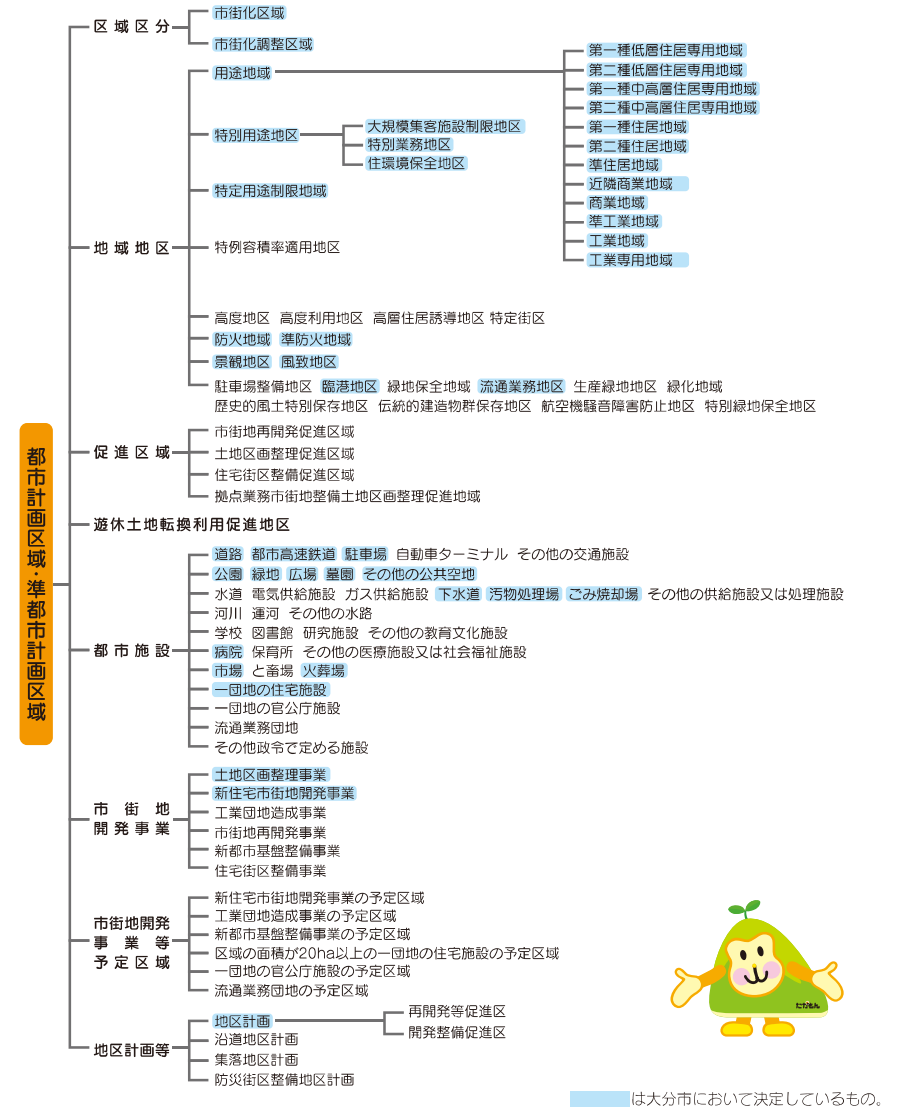 都市計画区域・準都市計画区域
区域区分
市街化区域
市街化調整区域
地域地区
用途地域
第一種低層住居専用地域
第二種低層住居専用地域
第一種中高層住居専用地域
第二種中高層住居専用地域
第一種住居地域
第二種住居地域
準住居地域
近隣商業地域
商業地域
準工業地域
工業地域
工業専用地域
特別用途地区
大規模集客施設制限地区
特別業務地区
住環境保全地区
特定用途制限地域
特例容積率適用地区
高度地区 高度利用地区 高層住居誘導地区 特定街区
防火地域 準防火地域
景観地区 風致地区
駐車場整備地区 臨港地区 緑地保全地域 流通業務地区 生産緑地地区 緑化地域
歴史的風土特別保存地区 伝統的建造物群保存地区 航空機騒音障害防止地区 特別緑地保全地区
促進区域
市街地再開発促進区域
土地区画整理促進区域
住宅街区整備促進区域
拠点業務市街地整備土地区画整理促進地域
遊休土地転換利用促進地区
都市施設
道路 都市高速鉄道 駐車場 自動車ターミナル その他の交通施設
公園 緑地 広場 墓園 その他の公共空地
水道 電気供給施設 ガス供給施設 下水道 汚物処理場 ごみ焼却場 その他の供給施設又は処理施設
河川 運河 その他の水路
学校 図書館 研究施設 その他の教育文化施設
病院 保育所 その他の医療施設又は社会福祉施設
市場 と畜場 火葬場
一団地の住宅施設
一団地の官公庁施設
流通業務団地
その他政令で定める施設
市街地
開発事業
土地区画整理事業
新住宅市街地開発事業
工業団地造成事業
市街地再開発事業
新都市基盤整備事業
住宅街区整備事業
市街地開発
事業等
予定区域
新住宅市街地開発事業の予定区域
工業団地造成事業の予定区域
新都市基盤整備事業の予定区域
区域の面積が20ha以上の一団地の住宅施設の予定区域
一団地の官公庁施設の予定区域
流通業務団地の予定区域
地区計画等
地区計画
再開発等促進区
開発整備促進区
沿道地区計画
集落地区計画
防災街区整備地区計画
たかもん
は大分市において決定しているもの。